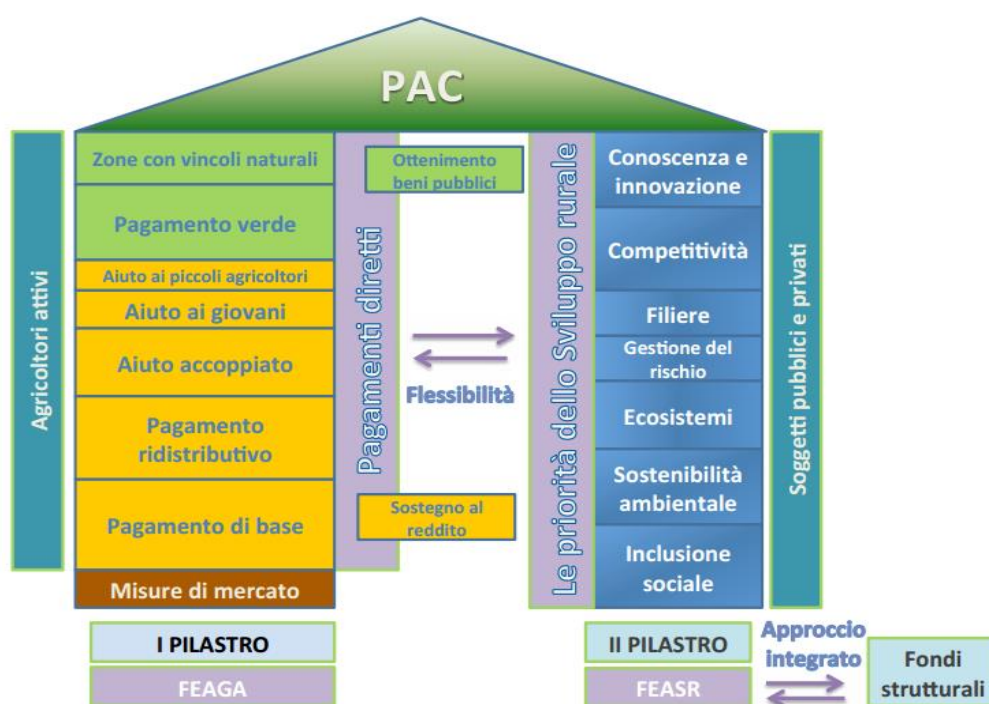 PAC
Agricoltori attivi
Zone con vincoli naturali
Pagamento verde
Aiuto ai piccoli agricoltori
Aiuto ai giovani
Aiuto accoppiato
Pagamento
ridistributivo
Pagamento di base
Misure di mercato
Pagamenti diretti
Ottenimento
beni pubblici
Flessibilità
Sostegno al
reddito
Le priorità dello Sviluppo rurale
Conoscenza e
innovazione
Competitività
Filiere
Gestione del
rischio
Ecosistemi
Sostenibilità
ambientale
Inclusione
sociale
Soggetti pubblici e privati
I PILASTRO
FEAGA
II PILASTRO
FEASR
Approccio
integrato
Fondi
strutturali